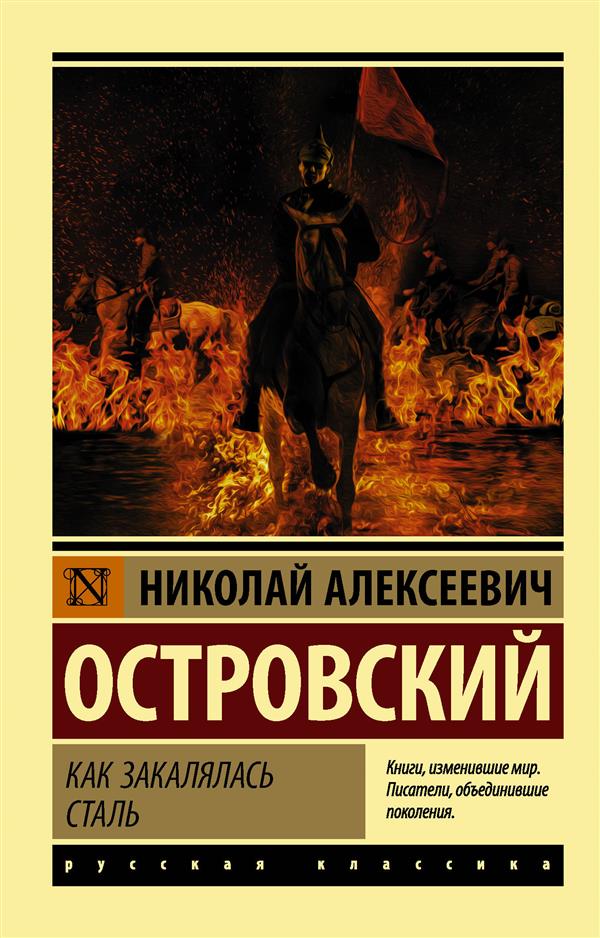 N
НИКОЛАЙ АЛЕКСЕЕВИЧ
ОСТРОВСКИЙ
КАК ЗАКАЛЯЛАСЬ
СТАЛЬ
Книги, изменившие мир.
Писатели, объединившие
поколения.
русская классика